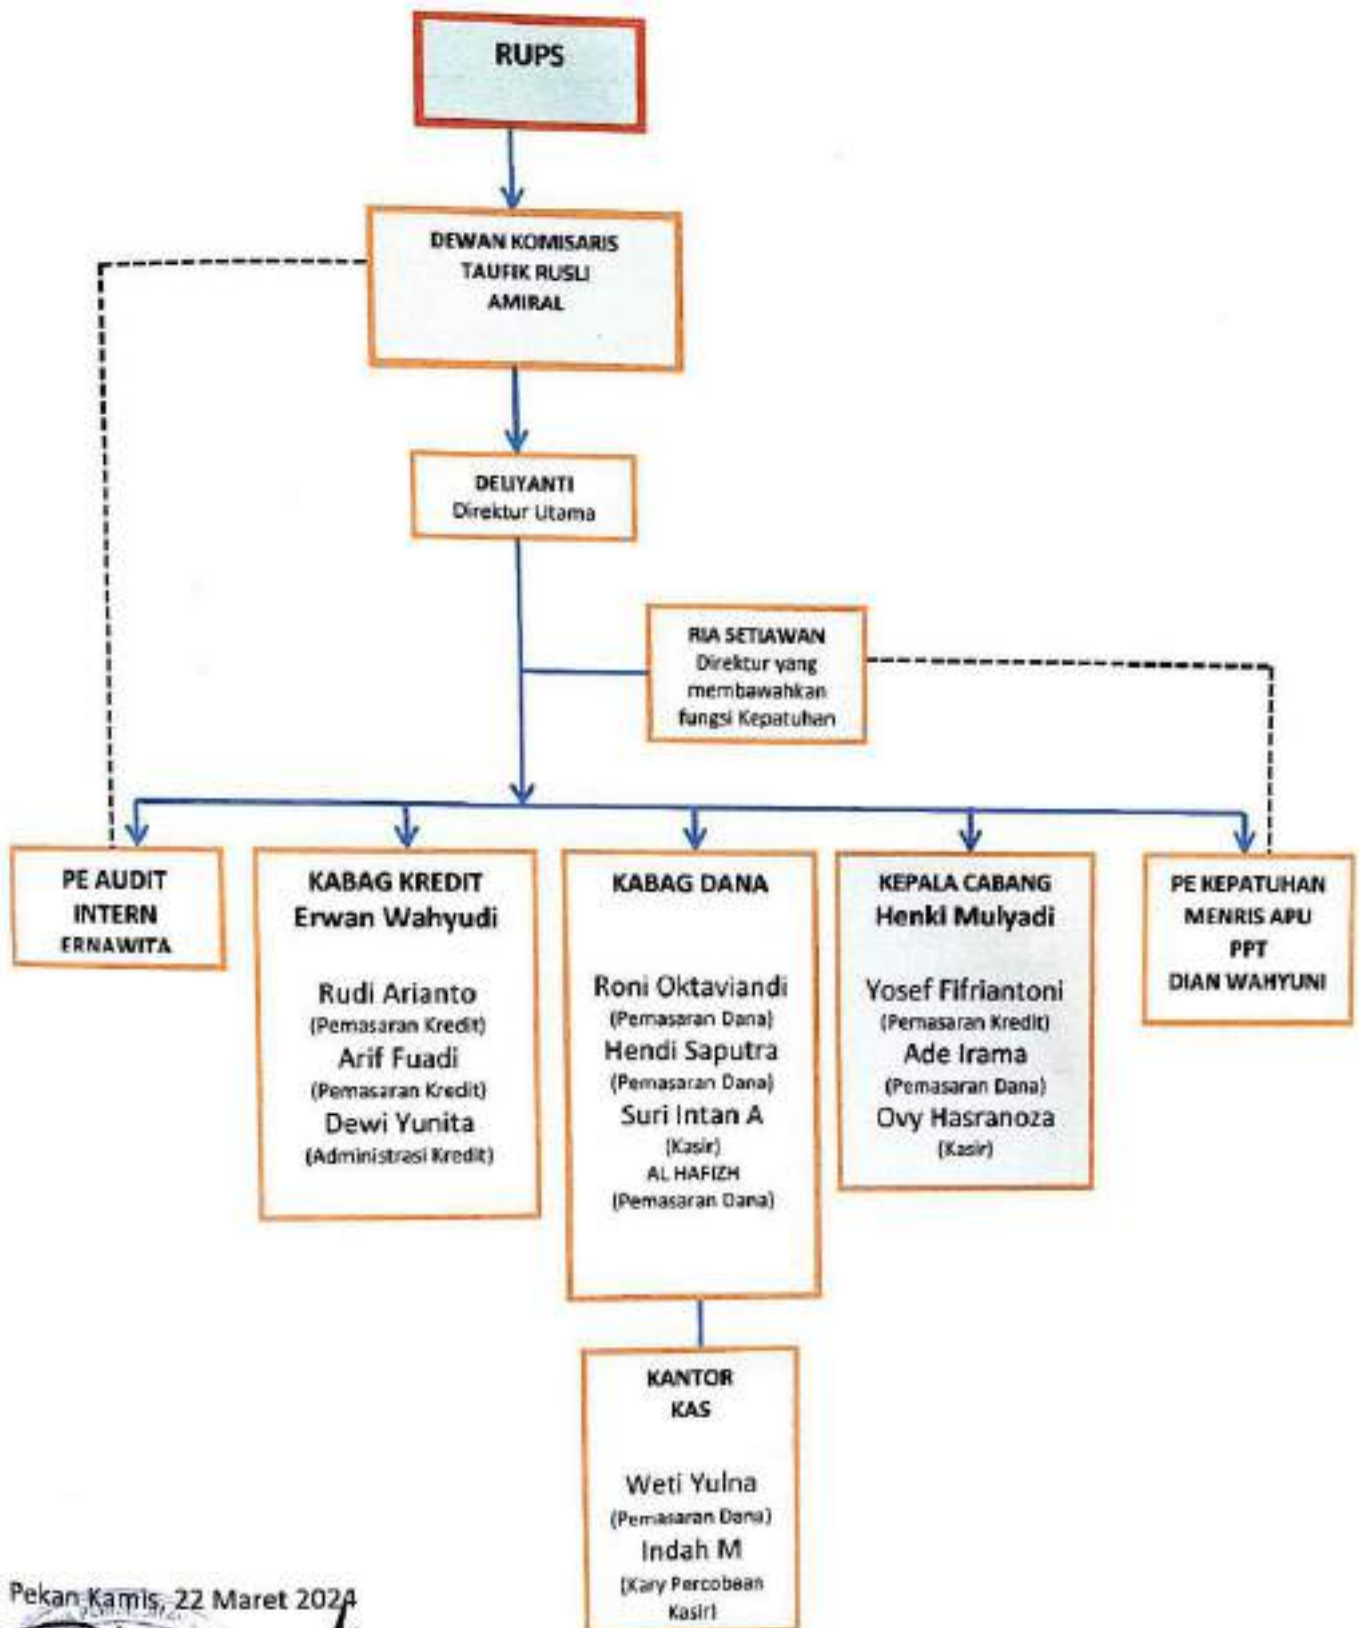 RUPS
DEWAN KOMISARIS
TAUFIK RUSLI
AMIRAL
DELIYANTI
Direktur Utama
RIA SETIAWAN
Direktur yang
membawahkan
fungsi Kepatuhan
PE AUDIT
INTERN
ERNAWITA
KABAG KREDIT
Erwan Wahyudi
Rudi Arianto
(Pemasaran Kredit)
Arif Fuadi
(Pemasaran Kredit)
Dewi Yunita
(Administrasi Kredit)
KABAG DANA
Roni Oktaviandi
(Pemasaran Dana)
Hendi Saputra
(Pemasaran Dana)
Suri Intan A
(Kasir)
AL HAFIZH
(Pemasaran Dana)
KEPALA CABANG
Henki Mulyadi
Yosef Fifriantoni
(Pemasaran Kredit)
Ade Irama
(Pemasaran Dana)
Ovy Hasranoza
(Kasir)
PE KEPATUHAN
MENRIS APU
PPT
DIAN WAHYUNI
KANTOR
KAS
Weti Yulna
(Pemasaran Dana)
Indah M
(Kary Percobaan
Kasir)
Pekan Kamis, 22 Maret 2024